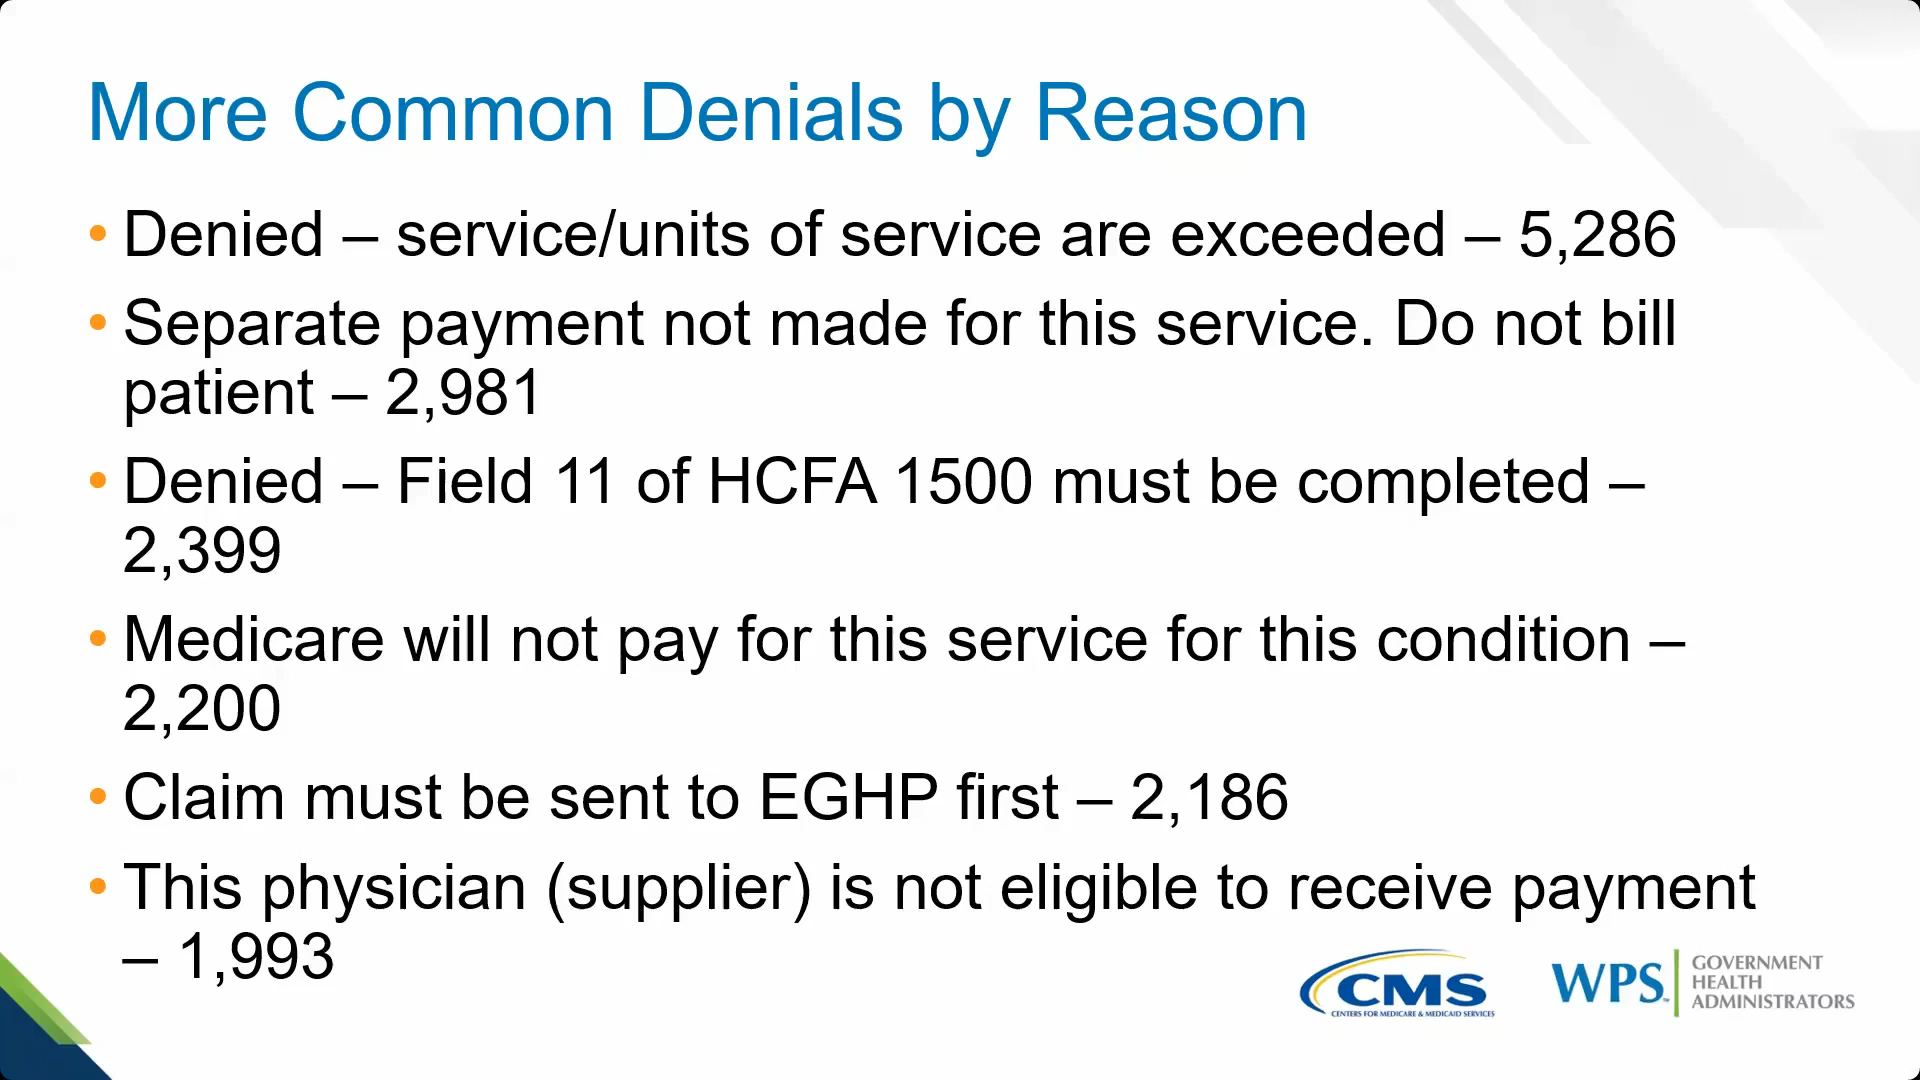 More Common Denials by Reason
• Denied – service/units of service are exceeded – 5,286
• Separate payment not made for this service. Do not bill
patient – 2,981
• Denied – Field 11 of HCFA 1500 must be completed –
2,399
• Medicare will not pay for this service for this condition –
2,200
• Claim must be sent to EGHP first – 2,186
• This physician (supplier) is not eligible to receive payment
– 1,993
CMS
CENTERS FOR MEDICARE & MEDICAID SERVICES
WPS™
GOVERNMENT
HEALTH
ADMINISTRATORS